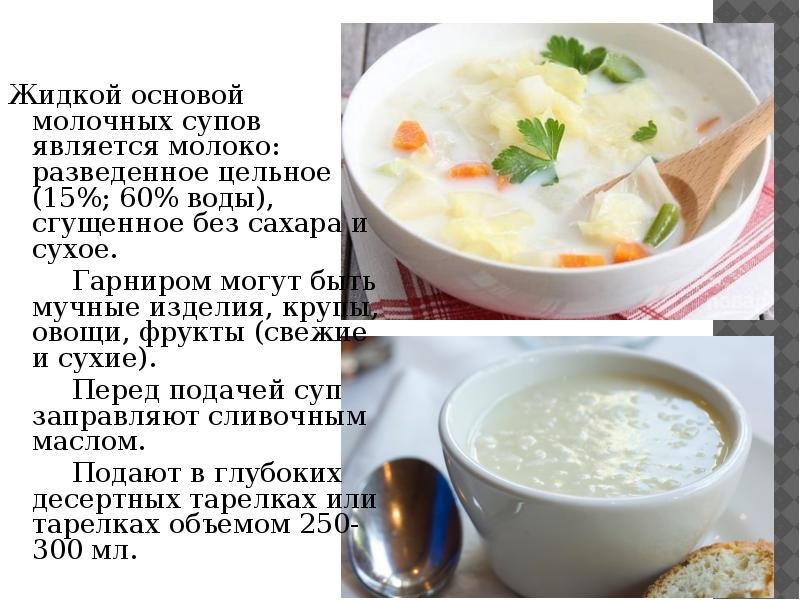 Жидкой основой
молочных супов
является молоко:
разведенное цельное
(15%; 60% воды),
сгущенное без сахара и
сухое.
Гарниром могут быть
мучные изделия, крупы,
овощи, фрукты (свежие
и сухие).
Перед подачей суп
заправляют сливочным
маслом.
Подают в глубоких
десертных тарелках или
тарелках объемом 250-
300 мл.